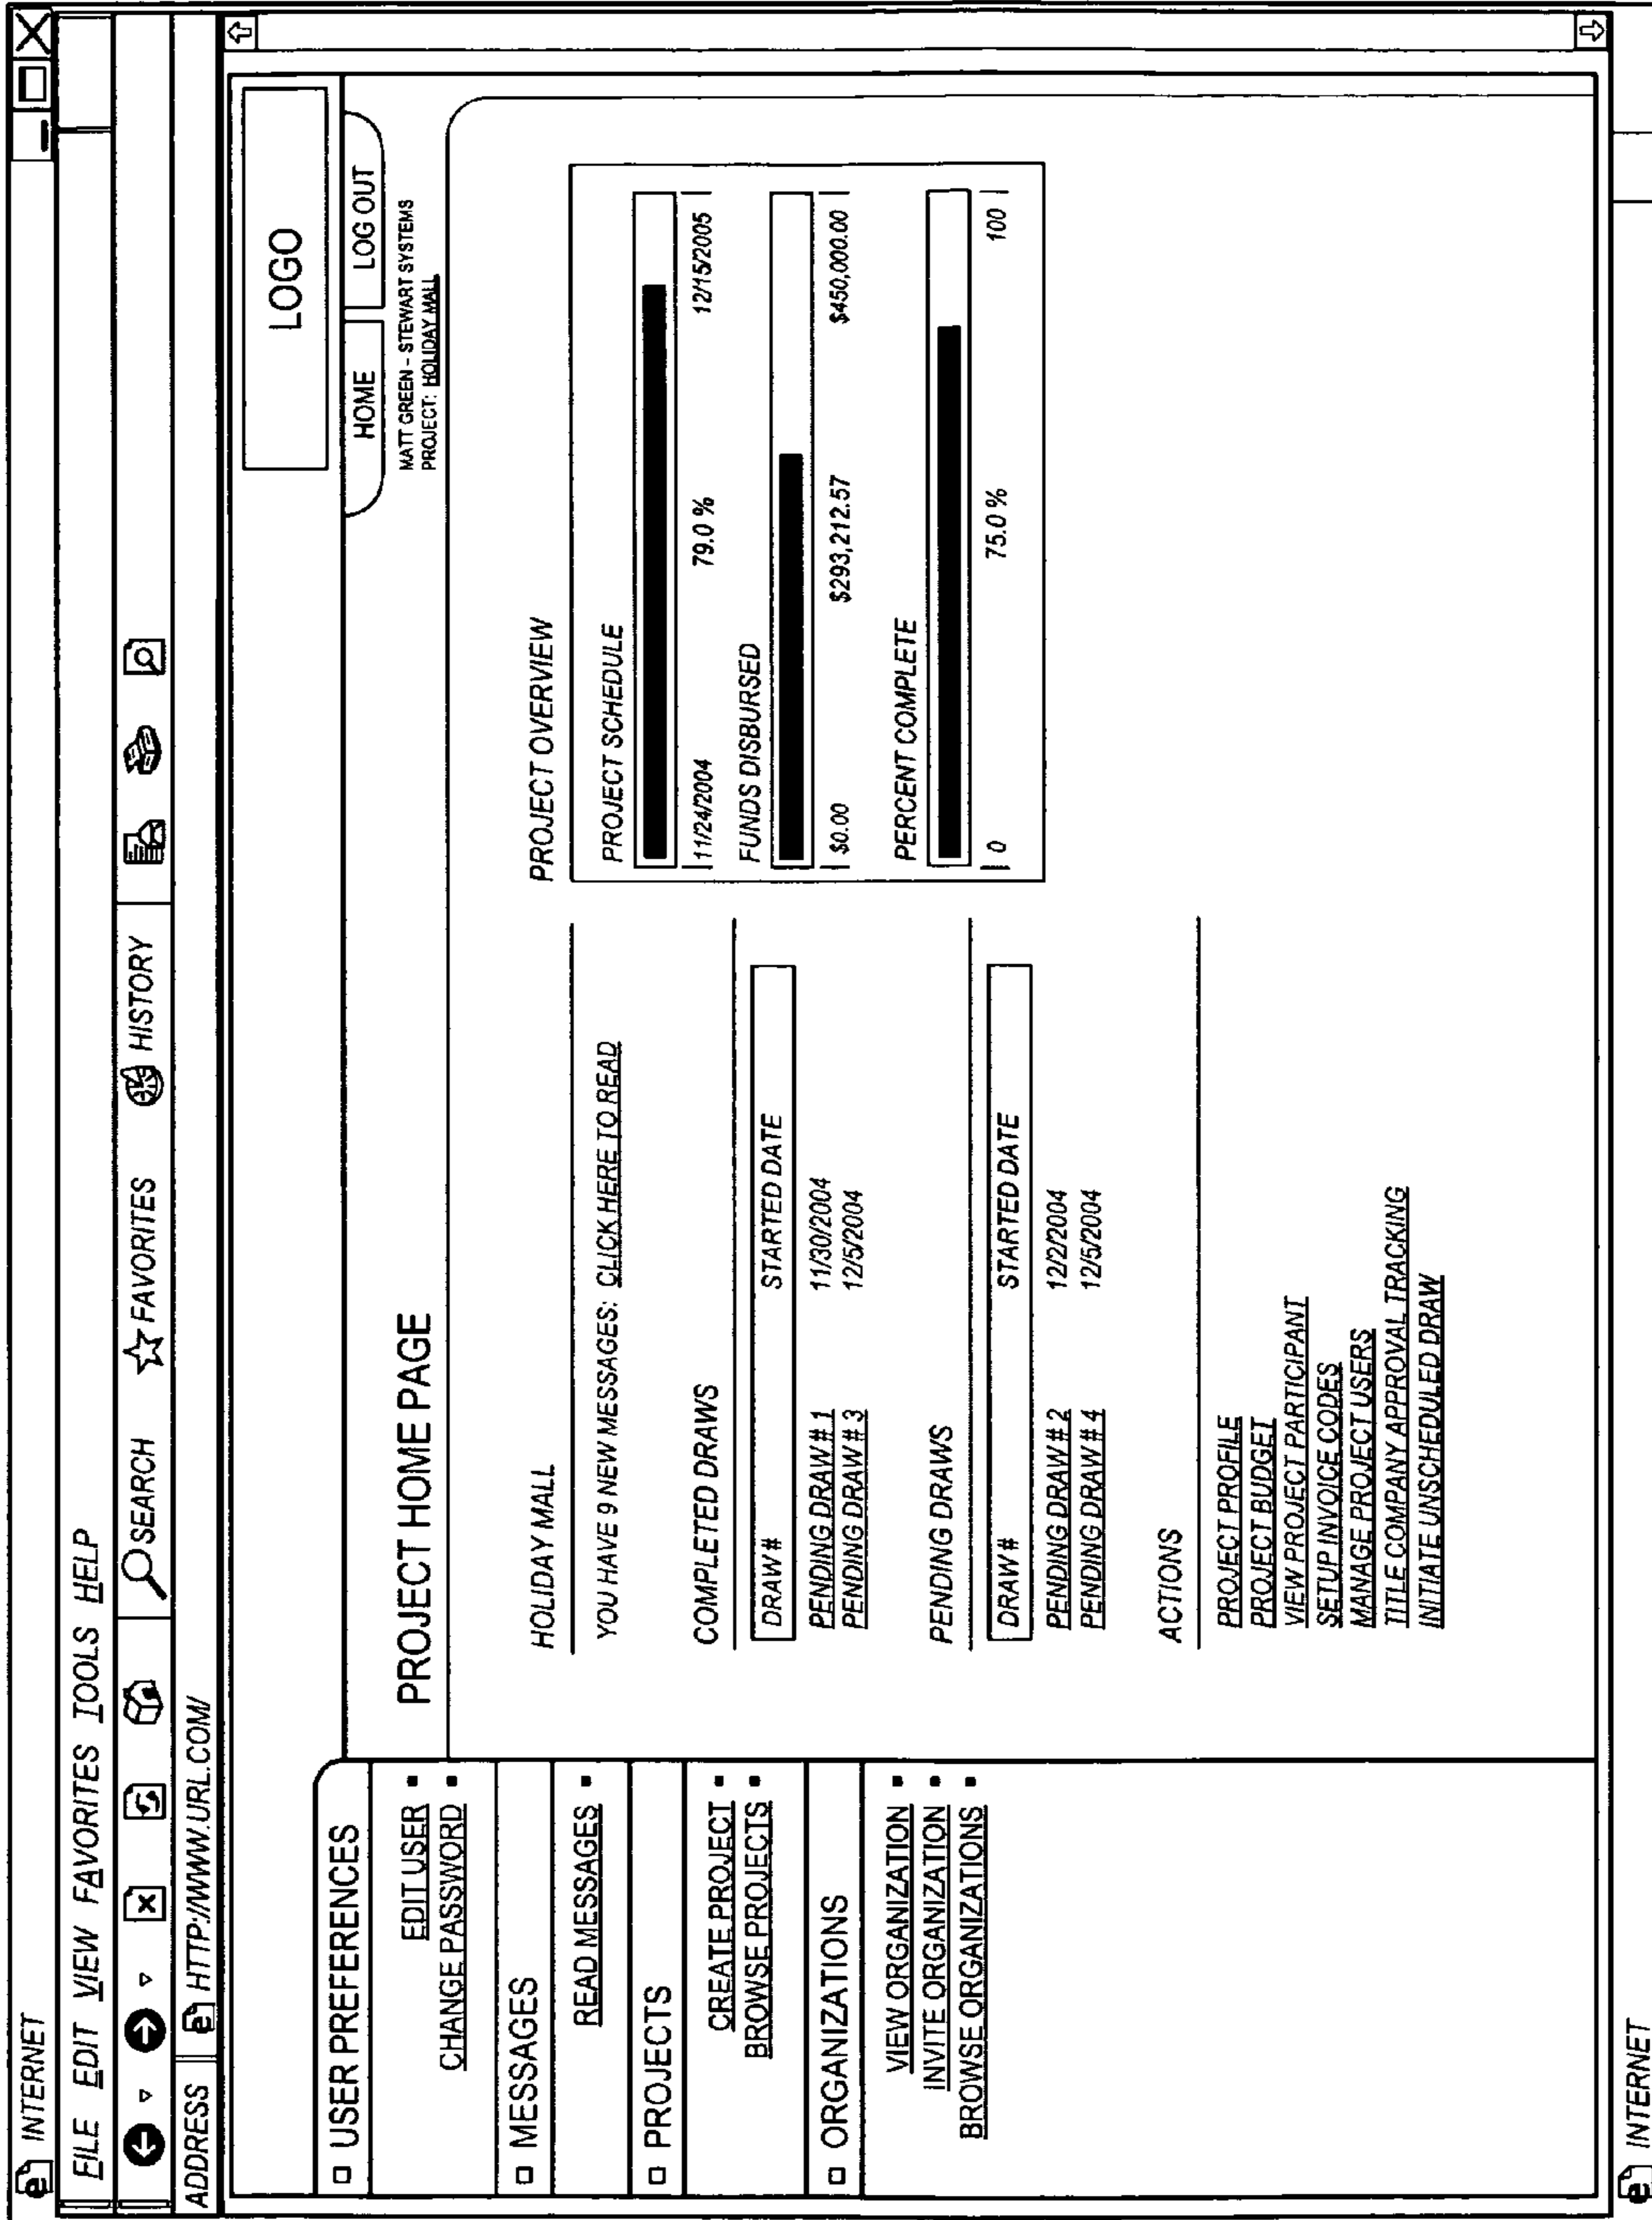 INTERNET
FILE EDIT VIEW FAVORITES TOOLS HELP
SEARCH FAVORITES HISTORY
ADDRESS HTTP://WWW.URL.COM/
LOGO
HOME LOG OUT
MATT GREEN - STEWART SYSTEMS
PROJECT: HOLIDAY MALL
USER PREFERENCES
EDIT USER
CHANGE PASSWORD
MESSAGES
READ MESSAGES
PROJECTS
CREATE PROJECT
BROWSE PROJECTS
ORGANIZATIONS
VIEW ORGANIZATION
INVITE ORGANIZATION
BROWSE ORGANIZATIONS
PROJECT HOME PAGE
HOLIDAY MALL
YOU HAVE 9 NEW MESSAGES: CLICK HERE TO READ
COMPLETED DRAWS
DRAW# STARTED DATE
PENDING DRAW# 1 11/30/2004
PENDING DRAW# 3 12/5/2004
PENDING DRAWS
DRAW# STARTED DATE
PENDING DRAW# 2 12/2/2004
PENDING DRAW# 4 12/5/2004
ACTIONS
PROJECT PROFILE
PROJECT BUDGET
VIEW PROJECT PARTICIPANT
SETUP INVOICE CODES
MANAGE PROJECT USERS
TITLE COMPANY APPROVAL TRACKING
INITIATE UNSCHEDULED DRAW
PROJECT OVERVIEW
PROJECT SCHEDULE
11/24/2004 79.0 % 12/15/2005
FUNDS DISBURSED
$0.00 $293,212.57 $450,000.00
PERCENT COMPLETE
0 75.0 % 100
INTERNET